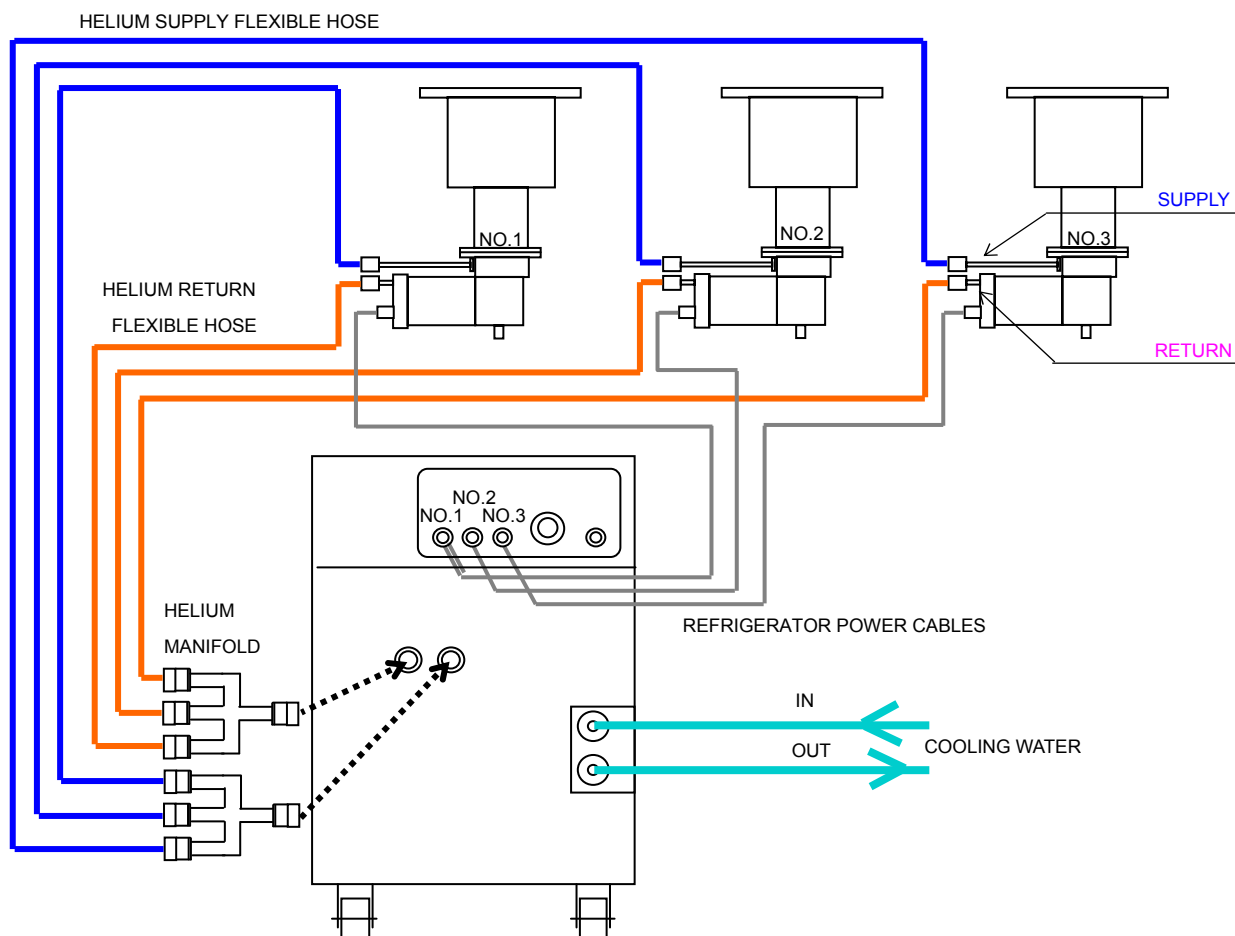 HELIUM SUPPLY FLEXIBLE HOSE
SUPPLY
NO.1
NO.2
NO.3
HELIUM RETURN
FLEXIBLE HOSE
RETURN
NO.2
NO.1
NO.3
HELIUM
MANIFOLD
REFRIGERATOR POWER CABLES
IN
OUT
COOLING WATER